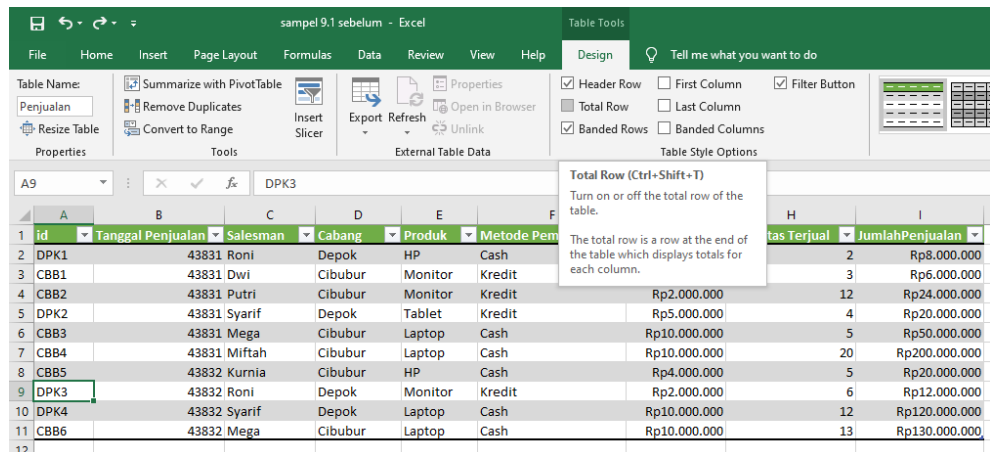 sampel 9.1 sebelum - Excel
Table Tools
File Home Insert Page Layout Formulas Data Review View Help Design Tell me what you want to do
Table Name:
Penjualan
Resize Table
Properties
Summarize with PivotTable
Remove Duplicates
Convert to Range
Insert
Slicer
Tools
Export Refresh
Properties
Open in Browser
Unlink
External Table Data
Header Row First Column Filter Button
Total Row Last Column
Banded Rows Banded Columns
Table Style Options
A9 fx DPK3
Total Row (Ctrl+Shift+T)
Turn on or off the total row of the
table.
The total row is a row at the end of
the table which displays totals for
each column.
A B C D E F H I
1 id Tanggal Penjualan Salesman Cabang Produk Metode Pem tas Terjual JumlahPenjualan
2 DPK1 43831 Roni Depok HP Cash 2 Rp8.000.000
3 CBB1 43831 Dwi Cibubur Monitor Kredit 3 Rp6.000.000
4 CBB2 43831 Putri Cibubur Monitor Kredit Rp2.000.000 12 Rp24.000.000
5 DPK2 43831 Syarif Depok Tablet Kredit Rp5.000.000 4 Rp20.000.000
6 CBB3 43831 Mega Cibubur Laptop Cash Rp10.000.000 5 Rp50.000.000
7 CBB4 43831 Miftah Cibubur Laptop Cash Rp10.000.000 20 Rp200.000.000
8 CBB5 43832 Kurnia Cibubur HP Cash Rp4.000.000 5 Rp20.000.000
9 DPK3 43832 Roni Depok Monitor Kredit Rp2.000.000 6 Rp12.000.000
10 DPK4 43832 Syarif Depok Laptop Cash Rp10.000.000 12 Rp120.000.000
11 CBB6 43832 Mega Cibubur Laptop Cash Rp10.000.000 13 Rp130.000.000
12